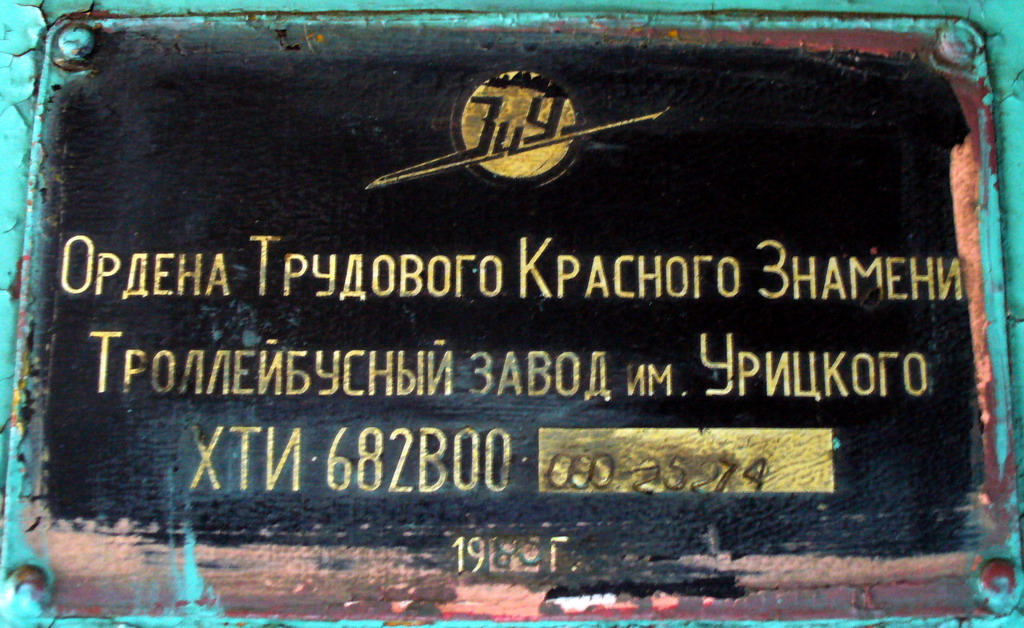 ЗиУ
Ордена Трудового Красного Знамени
Троллейбусный завод им. Урицкого
ХТИ·682В00·